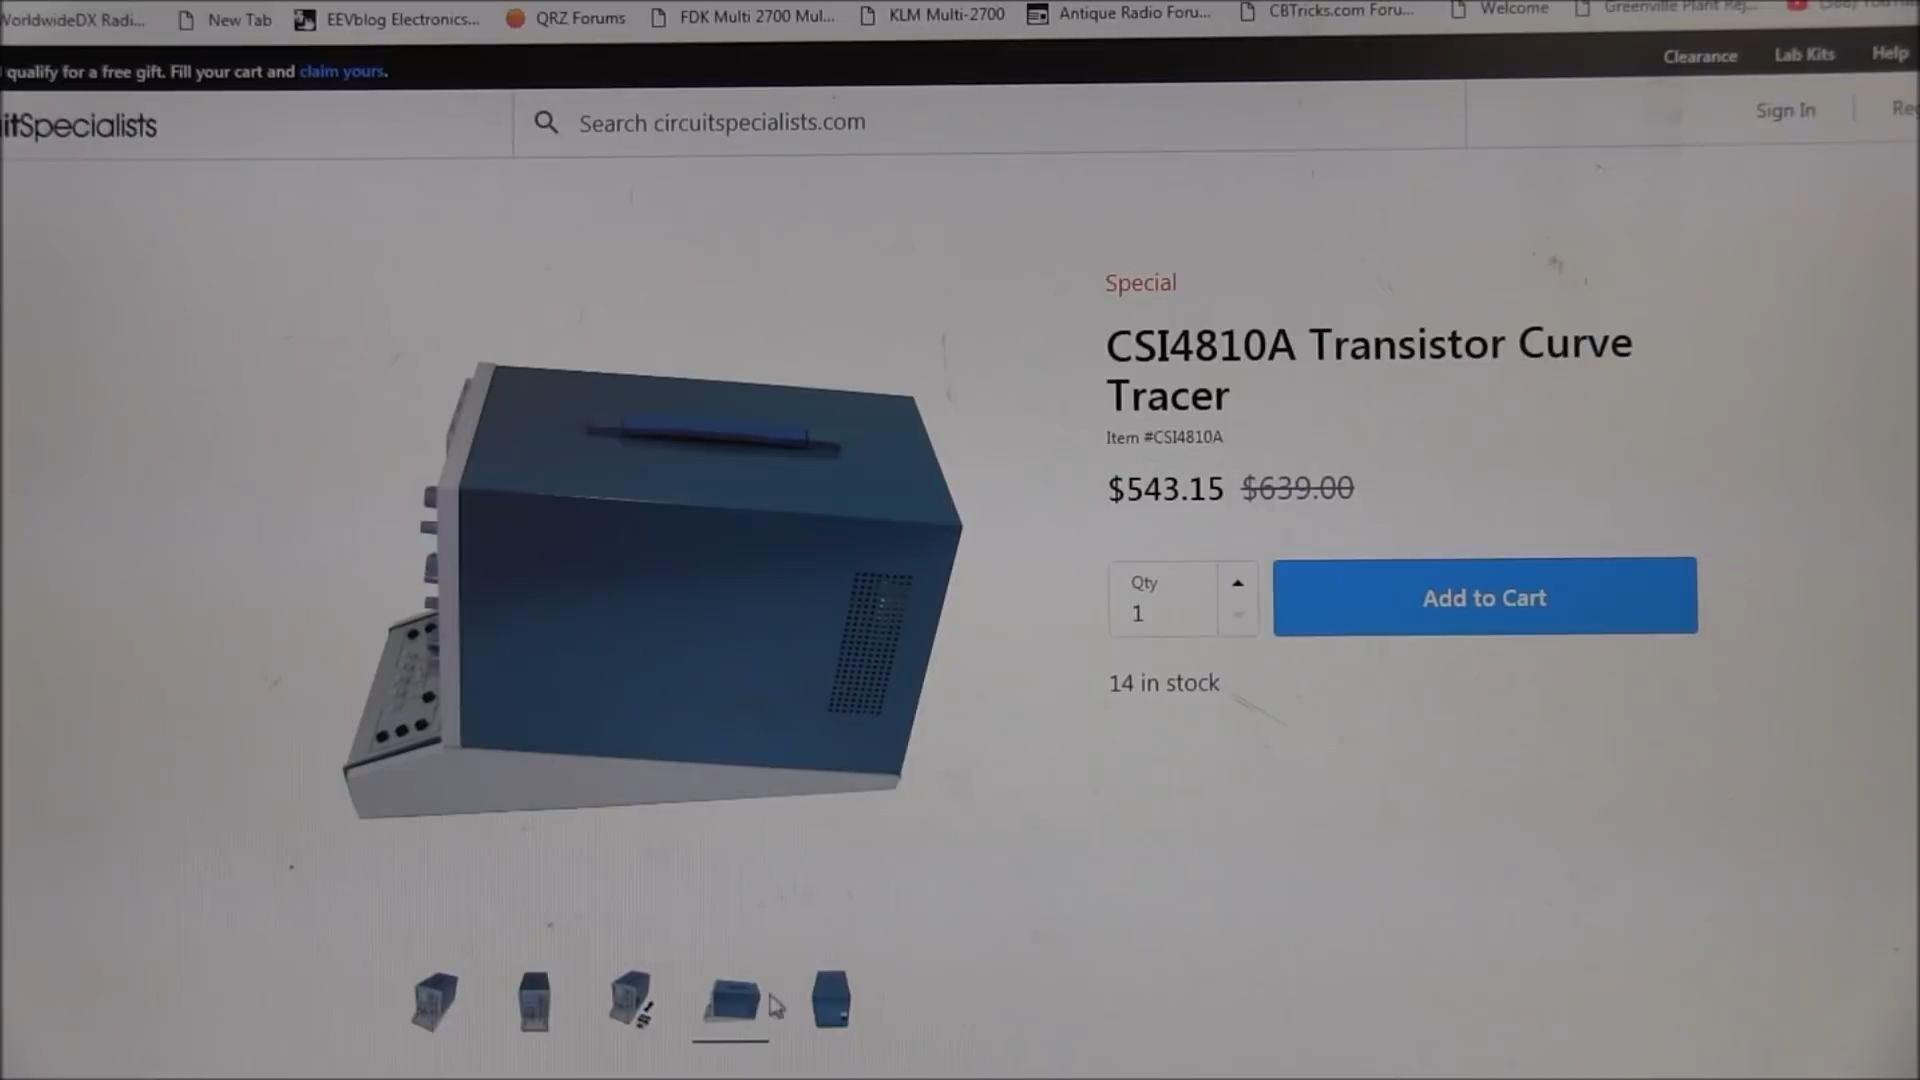 WorldwideDX Radi... New Tab EEVblog Electronics... QRZ Forums FDK Multi 2700 Mul... KLM Multi-2700 Antique Radio Foru... CBTricks.com Foru... Welcome Greenville Plant Rej...
qualify for a free gift. Fill your cart and claim yours. Clearance Lab Kits Help
itSpecialists Search circuitspecialists.com Sign In
Special
CSI4810A Transistor Curve
Tracer
Item #CSI4810A
$543.15 $639.00
Qty
1
Add to Cart
14 in stock